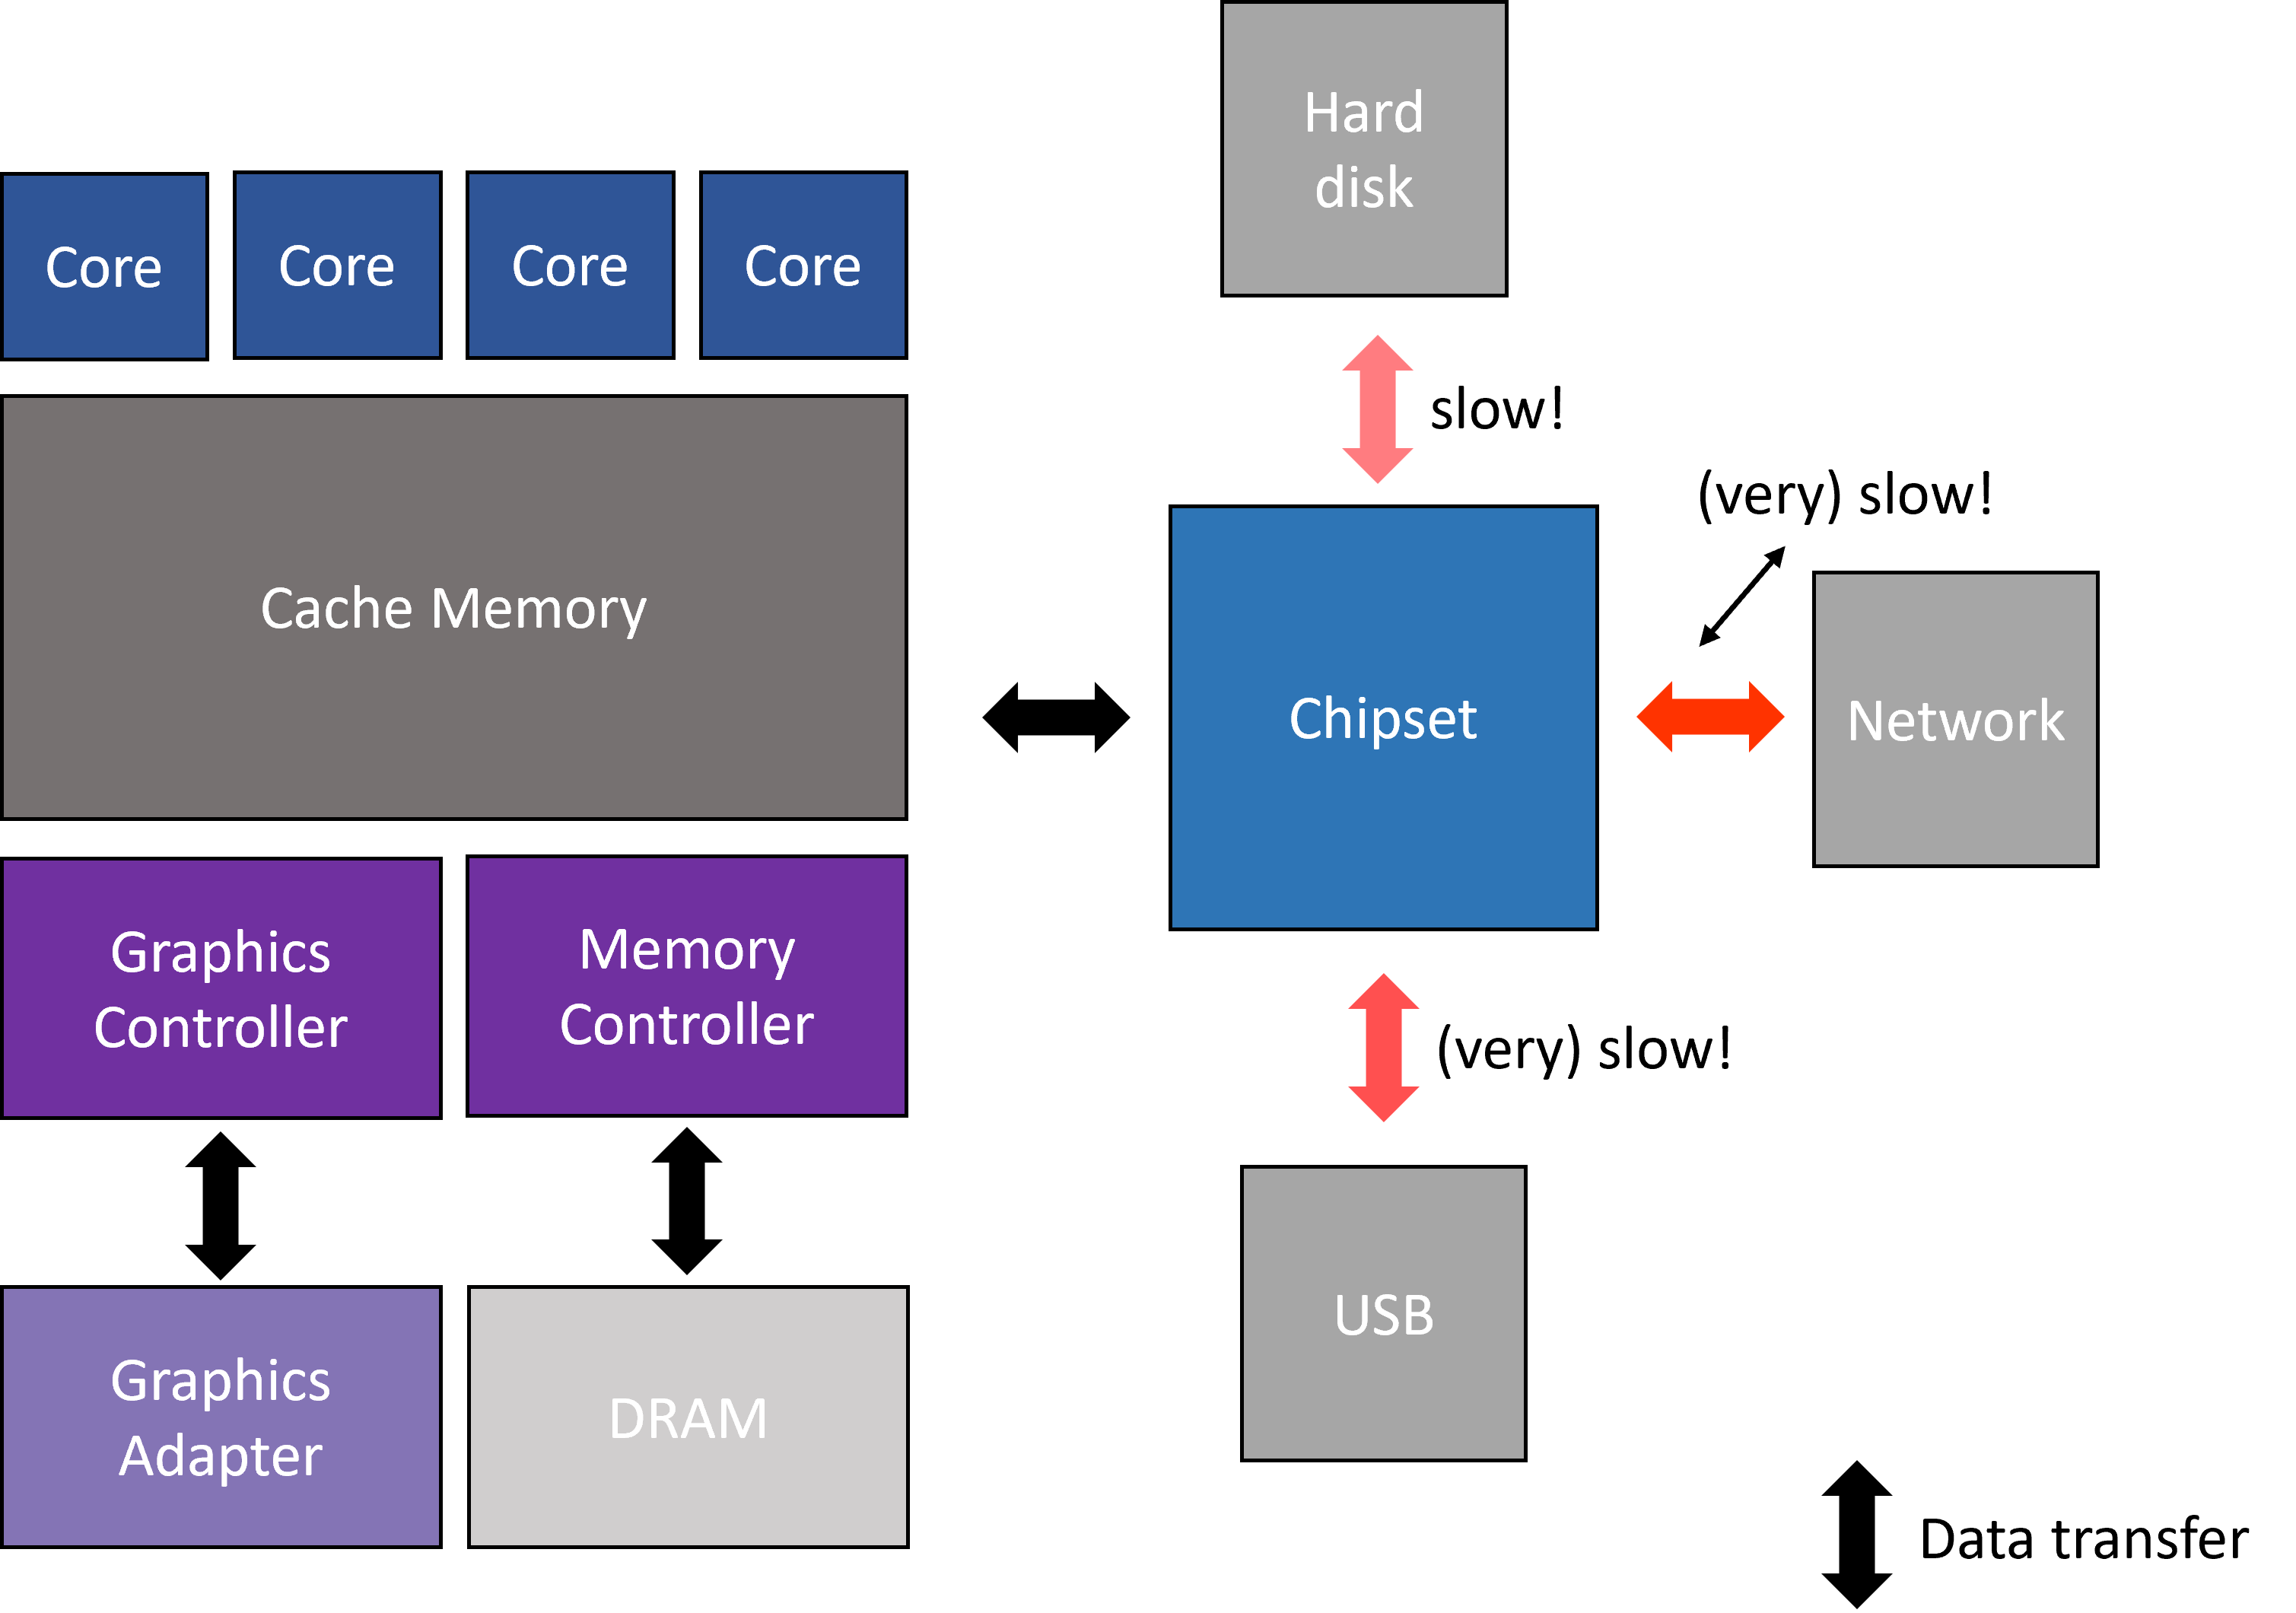 Hard
disk
Core
Core
Core
Core
slow!
(very) slow!
Cache Memory
Chipset
Network
Graphics
Controller
Memory
Controller
(very) slow!
USB
Graphics
Adapter
DRAM
Data transfer